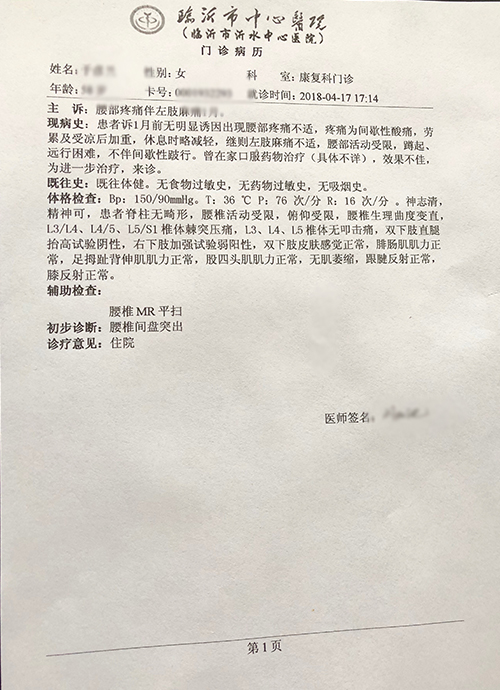 临沂市中心医院
(临沂市沂水中心医院)
门诊病历
姓名: 性别:女 科 室:康复科门诊
年龄: 卡号: 就诊时间:2018-04-17 17:14
主 诉:腰部疼痛伴左肢麻痛1月。
现病史:患者诉1月前无明显诱因出现腰部疼痛不适,疼痛为间歇性酸痛,劳
累及受凉后加重,休息时略减轻,继则左肢麻痛不适,腰部活动受限,蹲起、
远行困难,不伴间歇性跛行。曾在家口服药物治疗(具体不详),效果不佳,
为进一步治疗,来诊。
既往史:既往体健。无食物过敏史,无药物过敏史,无吸烟史。
体格检查:Bp:150/90mmHg。T:36 ℃ P:76 次/分 R:16 次/分 。神志清,
精神可,患者脊柱无畸形,腰椎活动受限,俯仰受限,腰椎生理曲度变直,
L3/L4、L4/5、L5/S1椎体棘突压痛,L3、L4、L5椎体无叩击痛,双下肢直腿
抬高试验阴性,右下肢加强试验弱阳性,双下肢皮肤感觉正常,腓肠肌肌力正
常,足拇趾背伸肌肌力正常,股四头肌肌力正常,无肌萎缩,跟腱反射正常,
膝反射正常。
辅助检查:
腰椎 MR 平扫
初步诊断:腰椎间盘突出
诊疗意见:住院
医师签名:
第1页